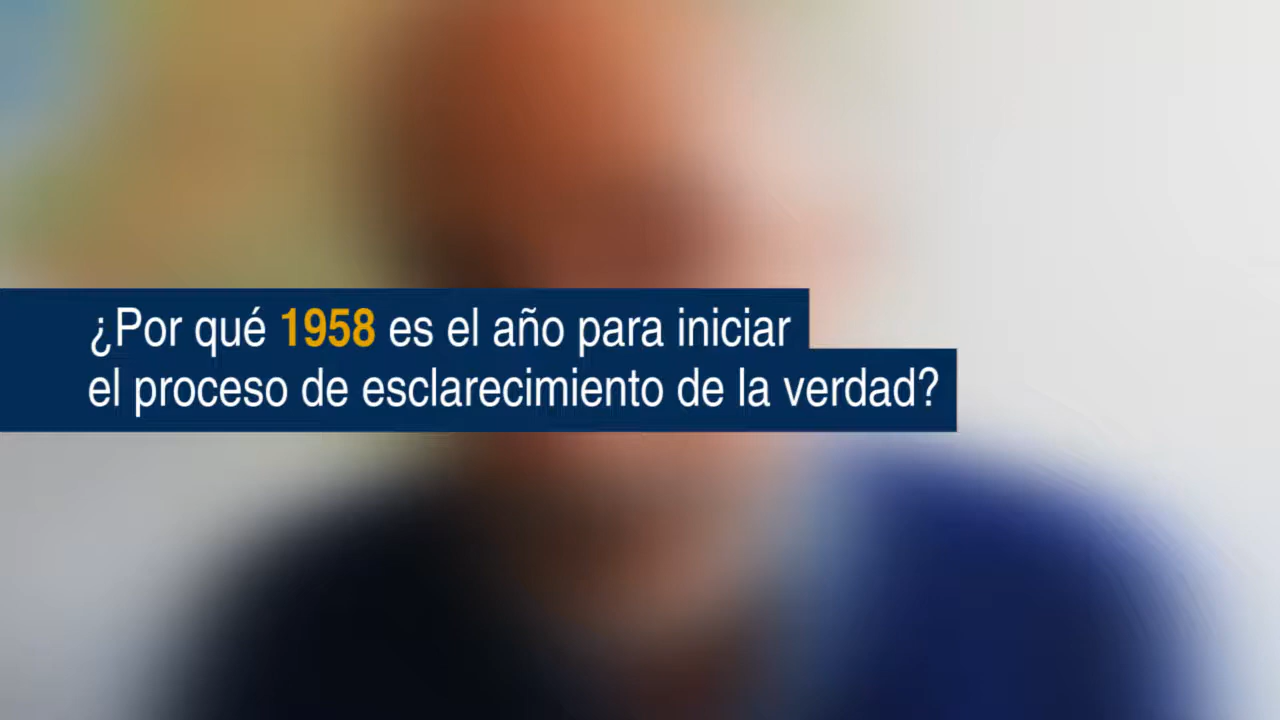 ¿Por qué 1958 es el año para iniciar
el proceso de esclarecimiento de la verdad?